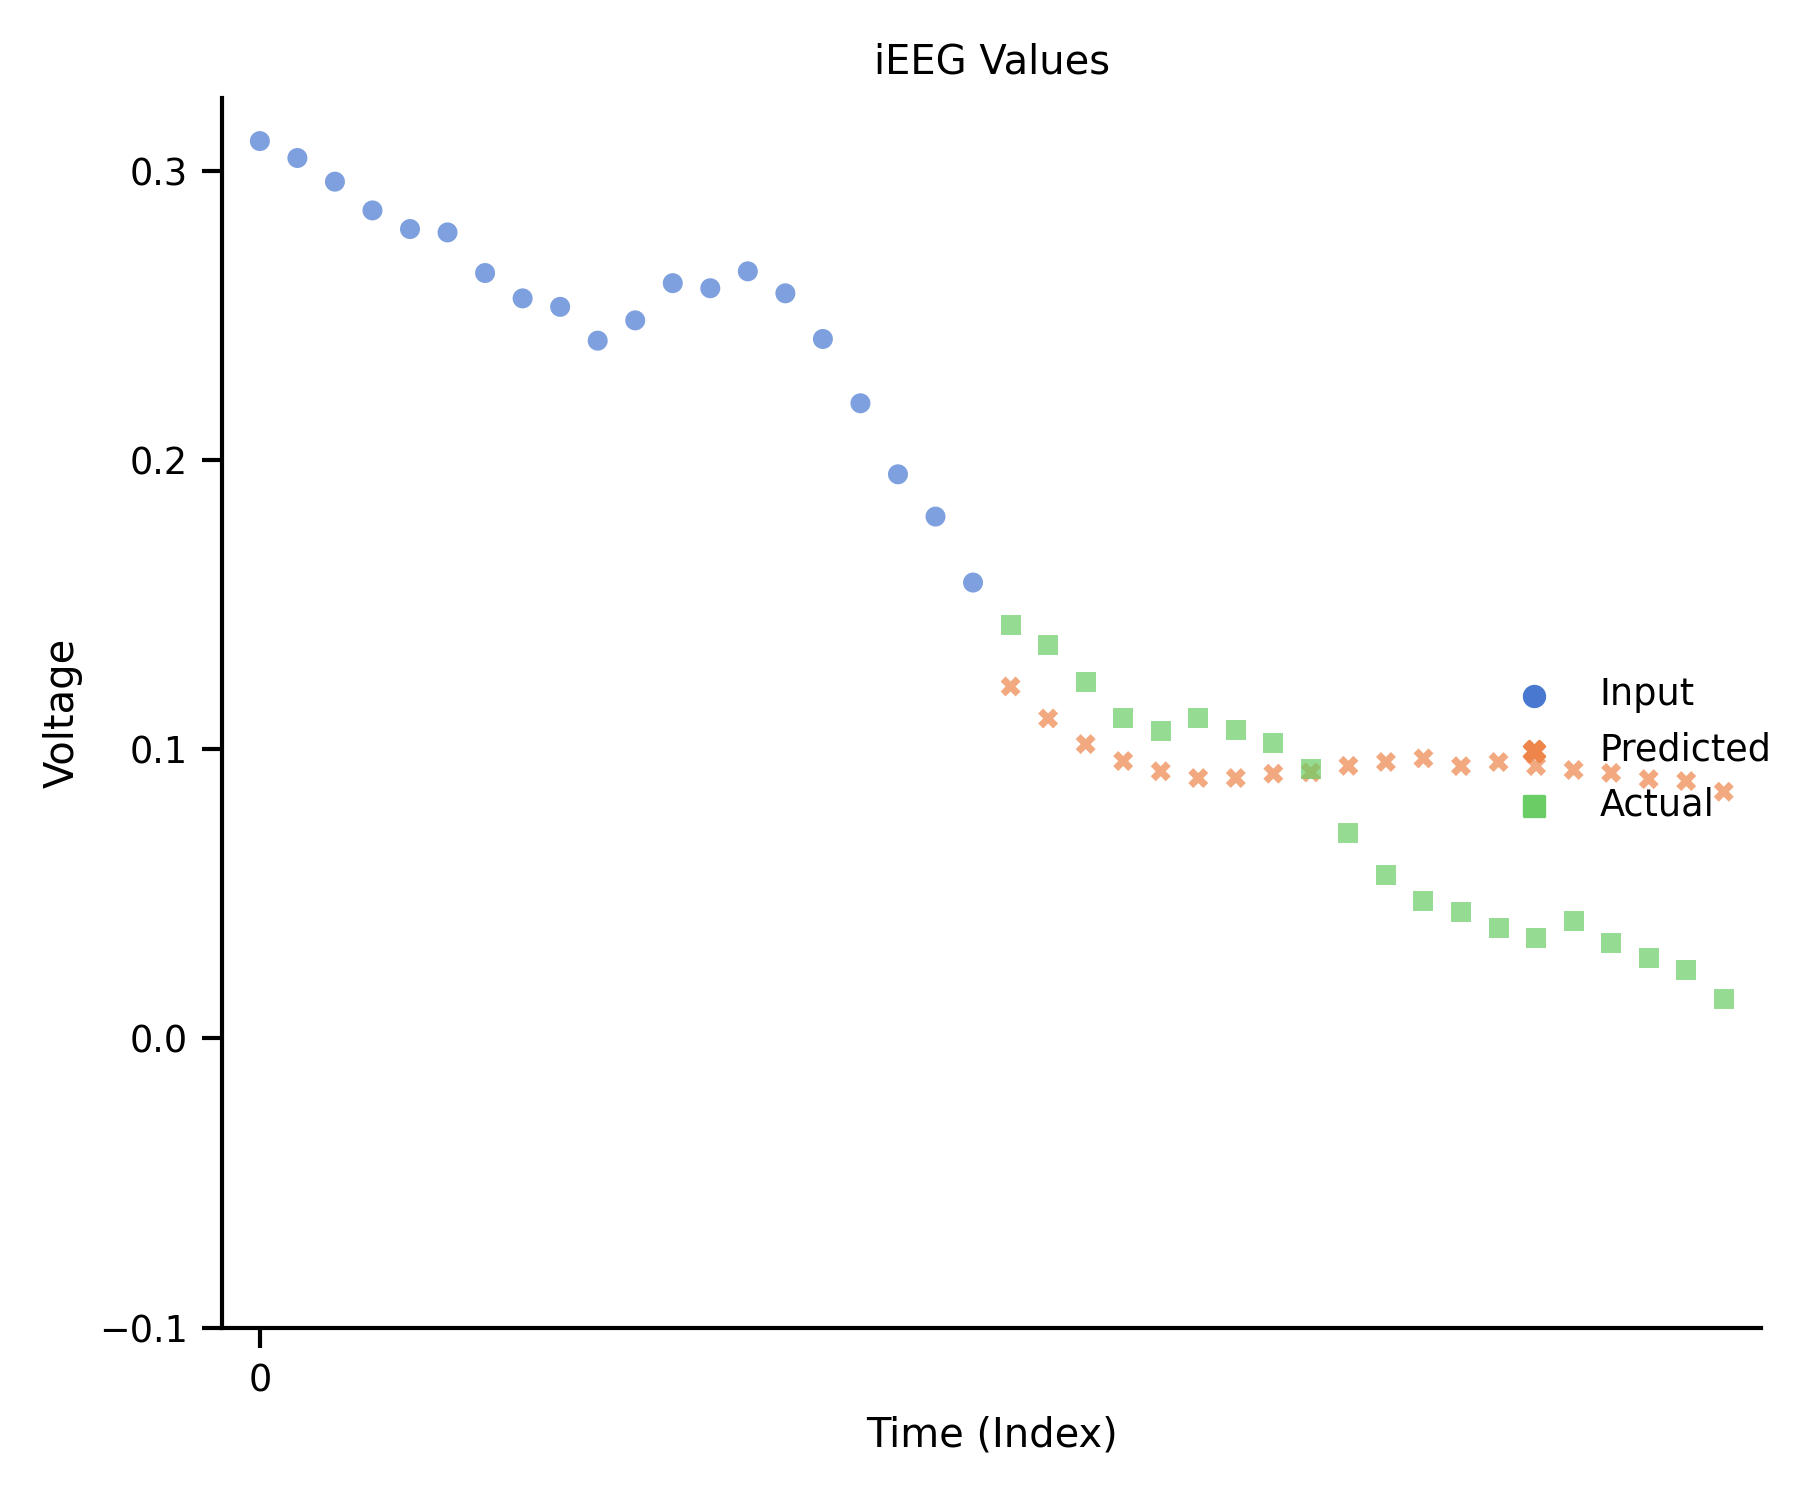 iEEG Values
0.3
0.2
0.1
0.0
−0.1
Voltage
Input
Predicted
Actual
0
Time (Index)